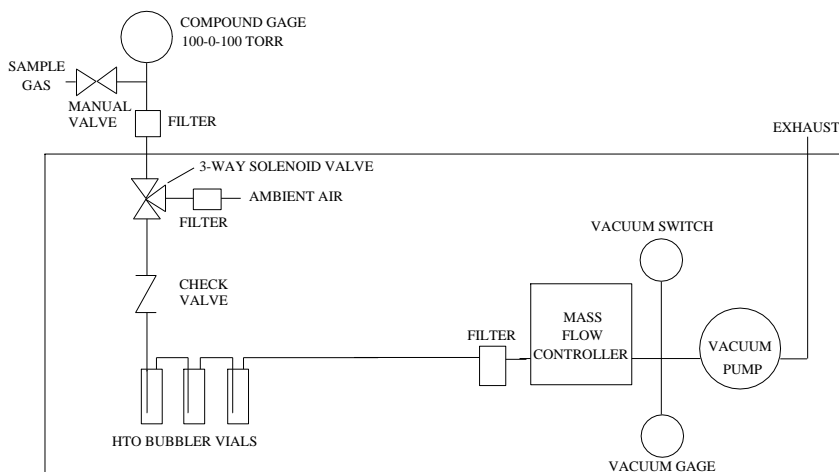 COMPOUND GAGE
100-0-100 TORR
SAMPLE
GAS
MANUAL
VALVE
FILTER
EXHAUST
3-WAY SOLENOID VALVE
AMBIENT AIR
FILTER
VACUUM SWITCH
CHECK
VALVE
MASS
FLOW
CONTROLLER
FILTER
VACUUM
PUMP
HTO BUBBLER VIALS
VACUUM GAGE